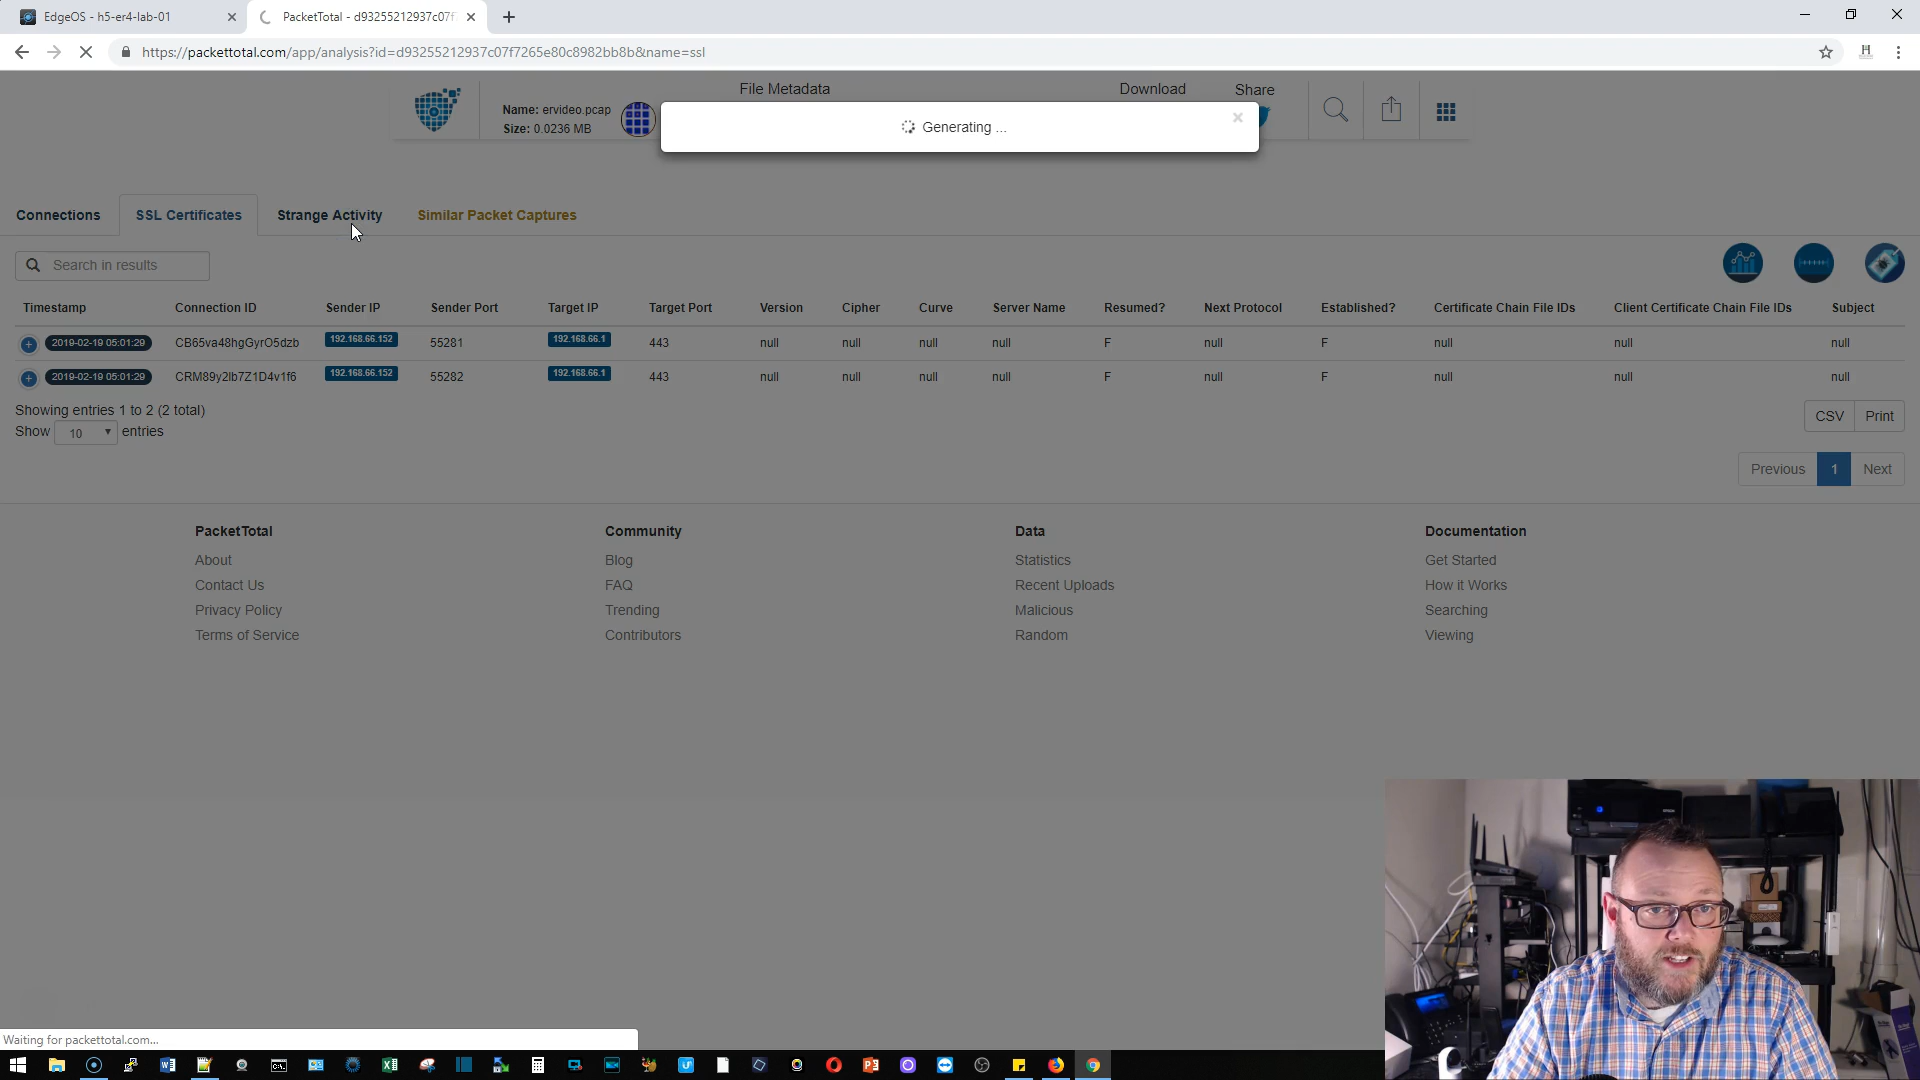 EdgeOS - h5-er4-lab-01
PacketTotal - d93255212937c07f
https://packettotal.com/app/analysis?id=d93255212937c07f7265e80c8982bb8b&name=ssl
Name: ervideo.pcap
Size: 0.0236 MB
File Metadata
Download
Share
Generating ...
Connections
SSL Certificates
Strange Activity
Similar Packet Captures
Search in results
Timestamp Connection ID Sender IP Sender Port Target IP Target Port Version Cipher Curve Server Name Resumed? Next Protocol Established? Certificate Chain File IDs Client Certificate Chain File IDs Subject
2019-02-19 05:01:29 CB65va48hgGyrO5dzb 192.168.66.152 55281 192.168.66.1 443 null null null null F null F null null null
2019-02-19 05:01:29 CRM89y2lb7Z1D4v1f6 192.168.66.152 55282 192.168.66.1 443 null null null null F null F null null null
Showing entries 1 to 2 (2 total)
Show 10 entries
CSV Print
Previous 1 Next
PacketTotal
About
Contact Us
Privacy Policy
Terms of Service
Community
Blog
FAQ
Trending
Contributors
Data
Statistics
Recent Uploads
Malicious
Random
Documentation
Get Started
How it Works
Searching
Viewing
Waiting for packettotal.com...